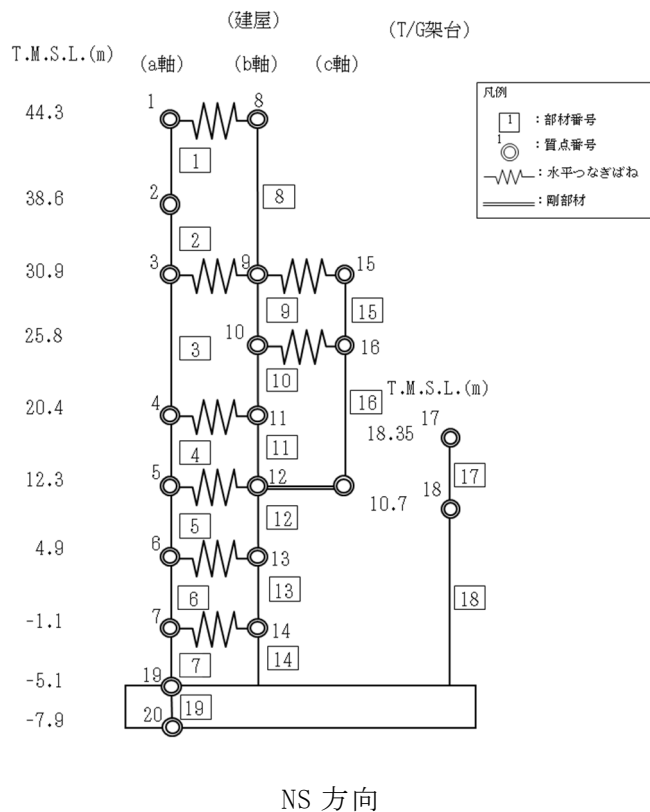 (建屋)
(T/G架台)
T.M.S.L.(m)
(a軸) (b軸) (c軸)
凡例
1 : 部材番号
1 : 質点番号
: 水平つなぎばね
: 剛部材
44.3 1 8
1
38.6 2 8
2
30.9 3 9 15
9 15
25.8 3 10 16
10 16
T.M.S.L.(m)
20.4 4 11 17
18.35
4 11
12.3 5 12 17
10.7 18
5 12
4.9 6 13
6 13 18
-1.1 7 14
7 14
-5.1 19
19
-7.9 20
NS 方向